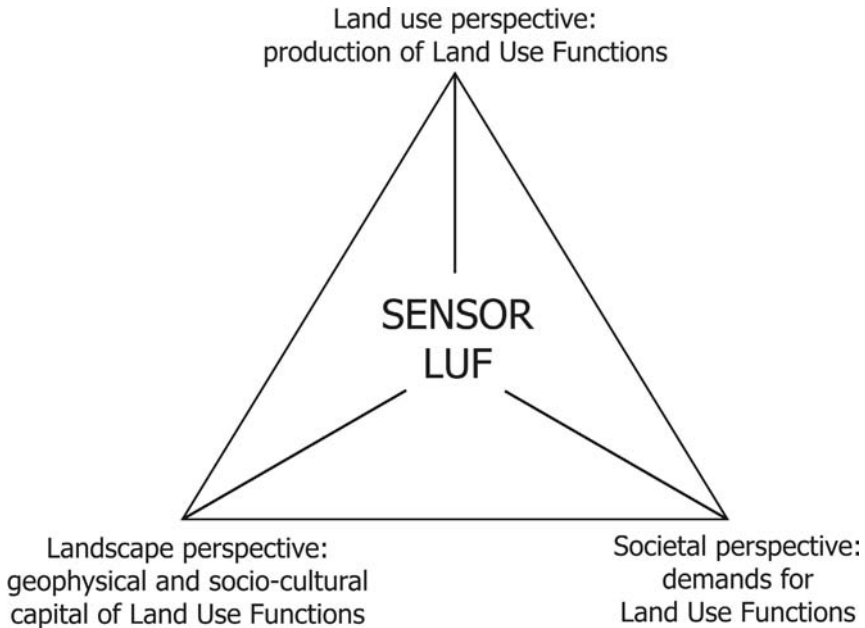 Land use perspective:
production of Land Use Functions
SENSOR
LUF
Landscape perspective:
geophysical and socio-cultural
capital of Land Use Functions
Societal perspective:
demands for
Land Use Functions